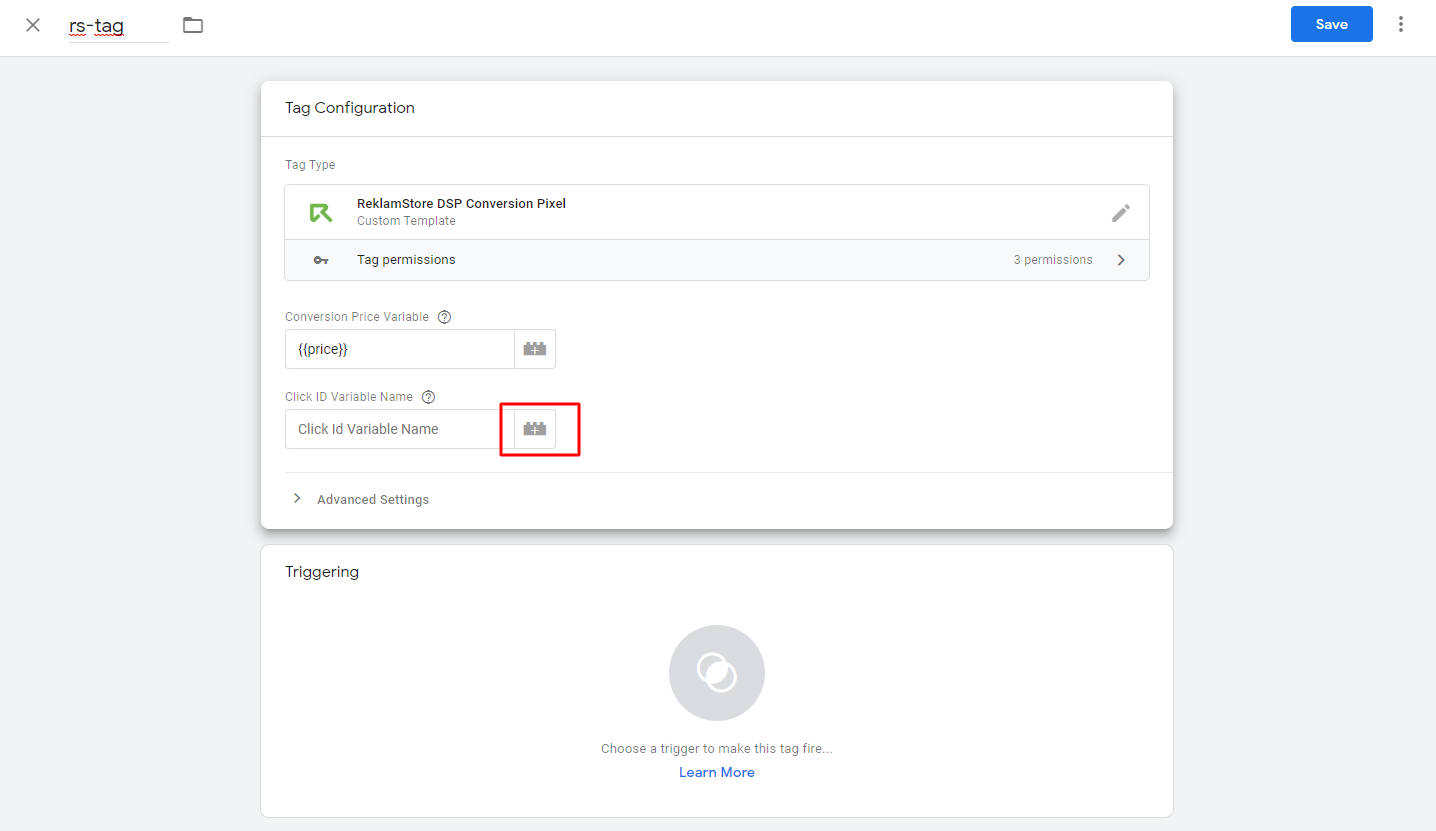 rs-tag
Save
Tag Configuration
Tag Type
ReklamStore DSP Conversion Pixel
Custom Template
Tag permissions
3 permissions
Conversion Price Variable
{{price}}
Click ID Variable Name
Click Id Variable Name
Advanced Settings
Triggering
Choose a trigger to make this tag fire...
Learn More